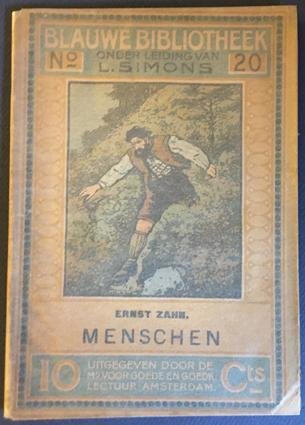 BLAUWE BIBLIOTHEEK
ONDER LEIDING VAN
No L. SIMONS 20
ERNST ZAHN.
MENSCHEN
10 UITGEGEVEN DOOR DE Cts
Mij VOOR GOEDE EN GOEDK.
LECTUUR AMSTERDAM.